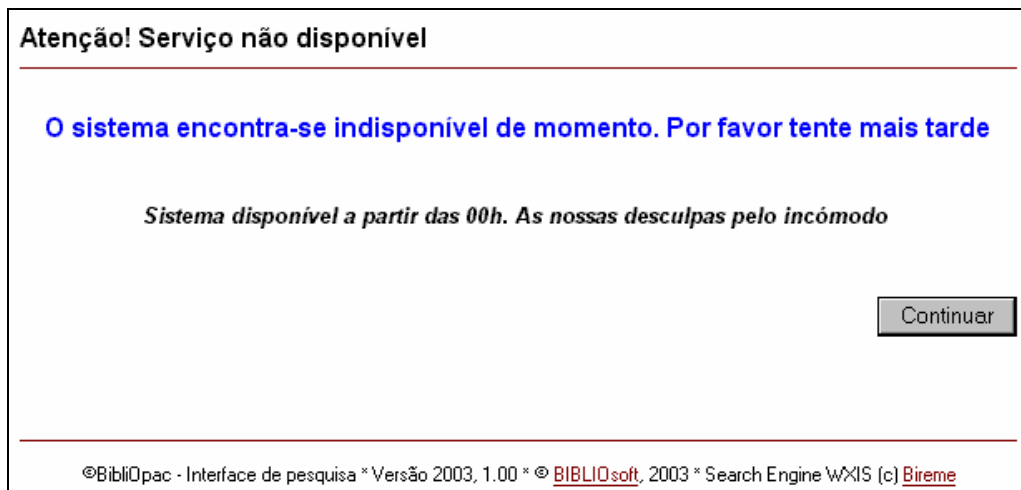 Atenção! Serviço não disponível
O sistema encontra-se indisponível de momento. Por favor tente mais tarde
Sistema disponível a partir das 00h. As nossas desculpas pelo incómodo
Continuar
©BibliOpac - Interface de pesquisa * Versão 2003, 1.00 * © BIBLIOsoft, 2003 * Search Engine WXIS (c) Bireme